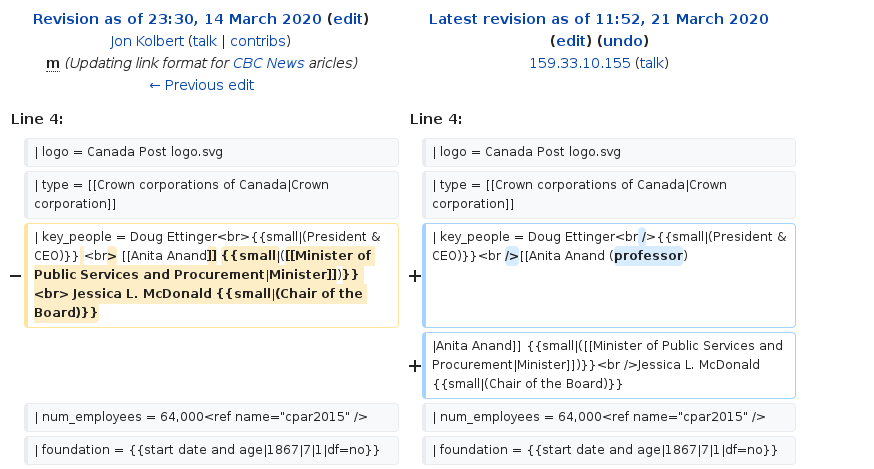 Revision as of 23:30, 14 March 2020 (edit)
Jon Kolbert (talk | contribs)
m (Updating link format for CBC News aricles)
← Previous edit
Latest revision as of 11:52, 21 March 2020
(edit) (undo)
159.33.10.155 (talk)
Line 4:
Line 4:
| logo = Canada Post logo.svg
| logo = Canada Post logo.svg
| type = [[Crown corporations of Canada|Crown
corporation]]
| type = [[Crown corporations of Canada|Crown
corporation]]
−
| key_people = Doug Ettinger<br>{{small|(President &
CEO)}} <br> [[Anita Anand]] {{small|([[Minister of
Public Services and Procurement|Minister]])}}
<br> Jessica L. McDonald {{small|(Chair of the
Board)}}
+
| key_people = Doug Ettinger<br />{{small|(President &
CEO)}}<br />[[Anita Anand (professor)
+
|Anita Anand]] {{small|([[Minister of Public Services and
Procurement|Minister]])}}<br />Jessica L. McDonald
{{small|(Chair of the Board)}}
| num_employees = 64,000<ref name="cpar2015" />
| num_employees = 64,000<ref name="cpar2015" />
| foundation = {{start date and age|1867|7|1|df=no}}
| foundation = {{start date and age|1867|7|1|df=no}}